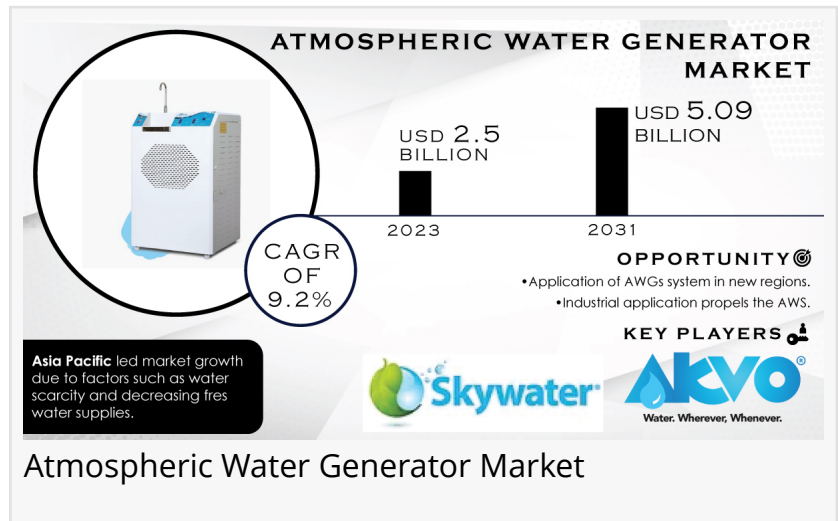 ATMOSPHERIC WATER GENERATOR
MARKET
USD 2.5
BILLION
USD 5.09
BILLION
2023
2031
CAGR
OF
9.2%
OPPORTUNITY
•Application of AWGs system in new regions.
•Industrial application propels the AWS.
KEY PLAYERS
Asia Pacific led market growth
due to factors such as water
scarcity and decreasing fres
water supplies.
Skywater®
AKVO®
Water. Wherever, Whenever.
Atmospheric Water Generator Market